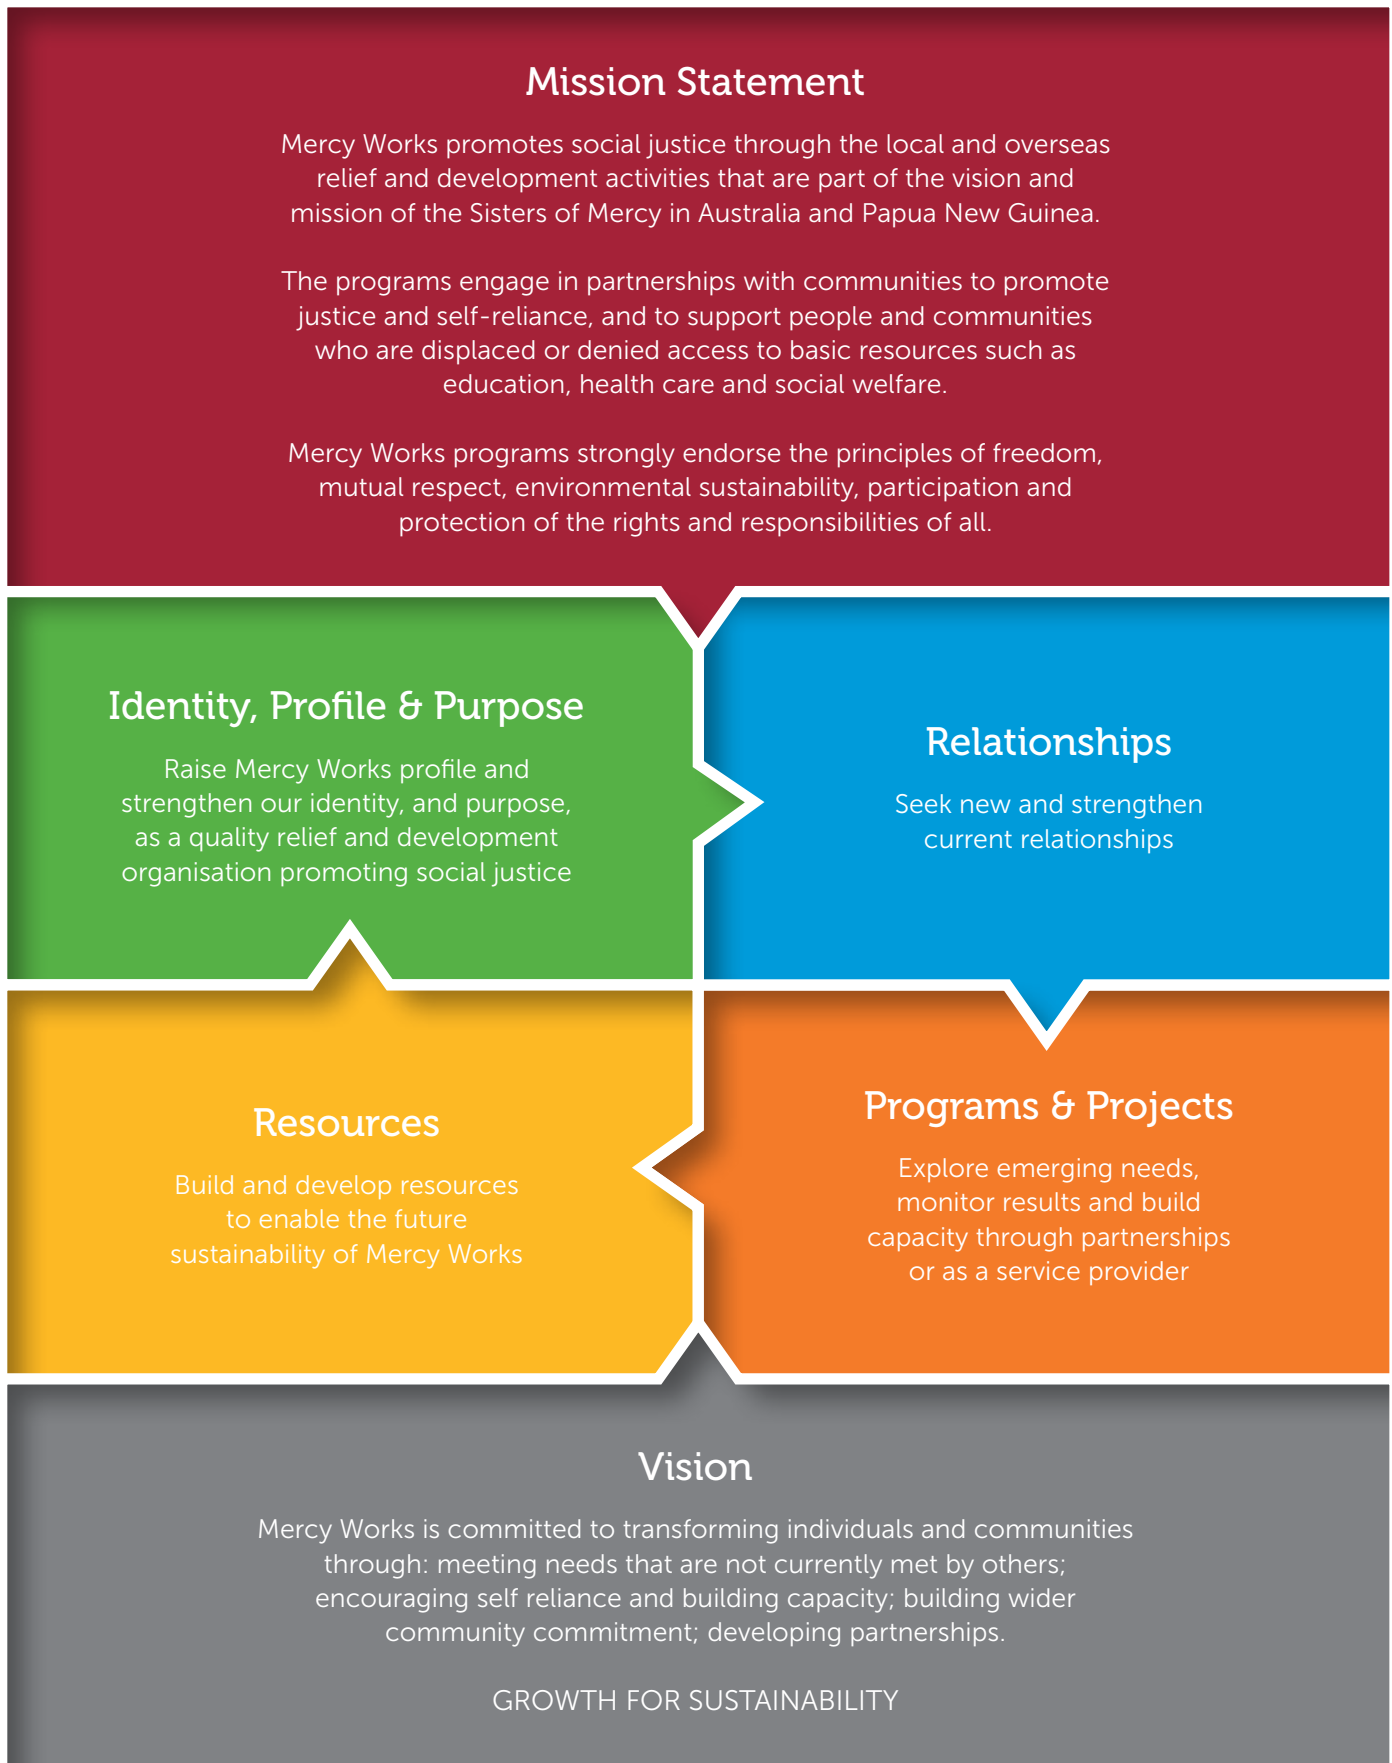 Mission Statement
Mercy Works promotes social justice through the local and overseas
relief and development activities that are part of the vision and
mission of the Sisters of Mercy in Australia and Papua New Guinea.
The programs engage in partnerships with communities to promote
justice and self-reliance, and to support people and communities
who are displaced or denied access to basic resources such as
education, health care and social welfare.
Mercy Works programs strongly endorse the principles of freedom,
mutual respect, environmental sustainability, participation and
protection of the rights and responsibilities of all.
Identity, Profile & Purpose
Raise Mercy Works profile and
strengthen our identity, and purpose,
as a quality relief and development
organisation promoting social justice
Relationships
Seek new and strengthen
current relationships
Resources
Build and develop resources
to enable the future
sustainability of Mercy Works
Programs & Projects
Explore emerging needs,
monitor results and build
capacity through partnerships
or as a service provider
Vision
Mercy Works is committed to transforming individuals and communities
through: meeting needs that are not currently met by others;
encouraging self reliance and building capacity; building wider
community commitment; developing partnerships.
GROWTH FOR SUSTAINABILITY